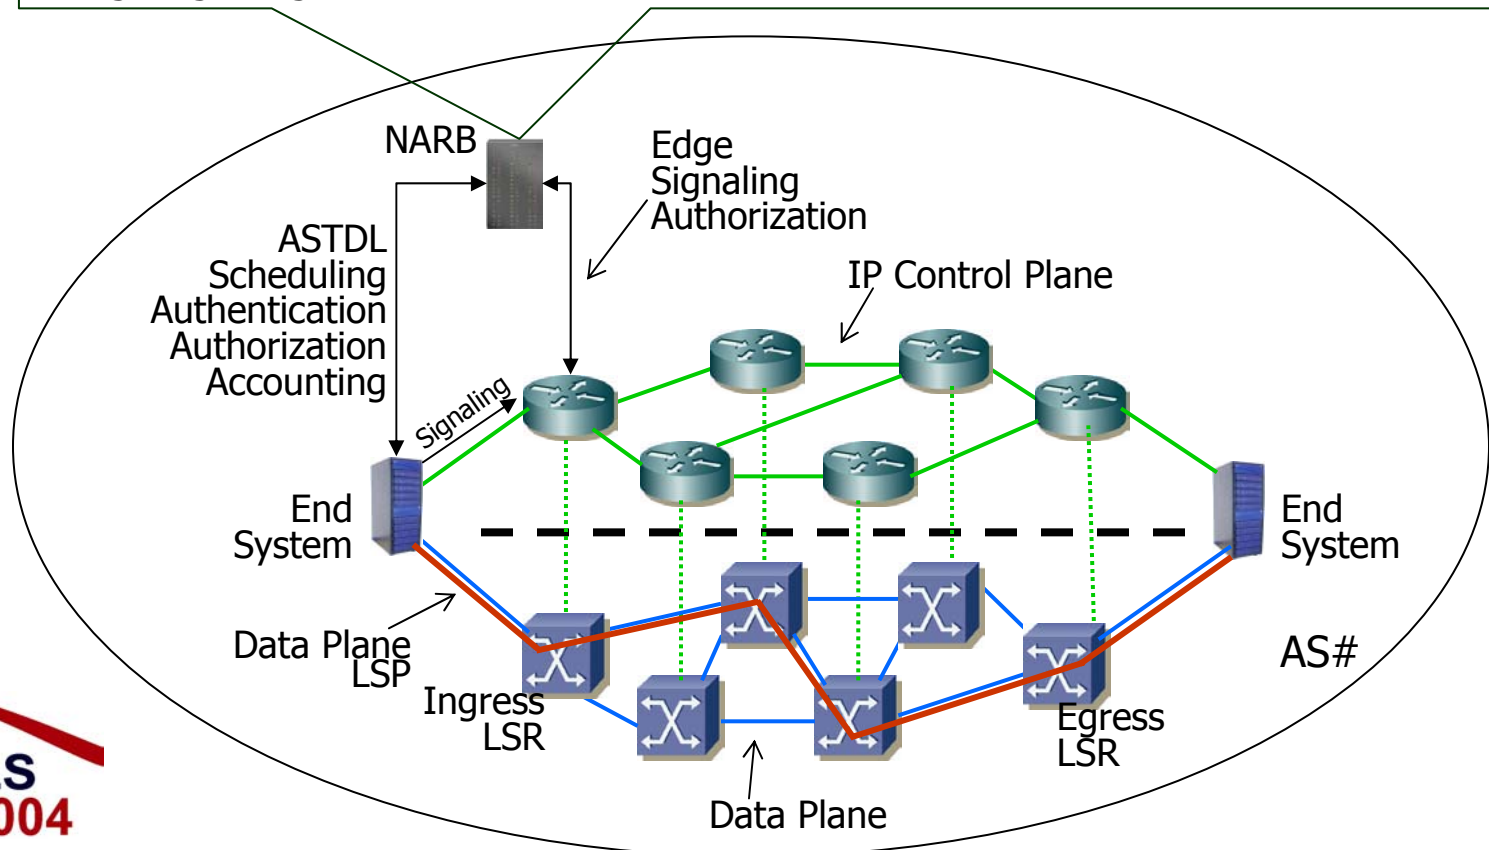 NARB
Edge
Signaling
Authorization
ASTDL
Scheduling
Authentication
Authorization
Accounting
IP Control Plane
Signaling
End
System
End
System
Data Plane
LSP
Ingress
LSR
Egress
LSR
AS#
Data Plane
004